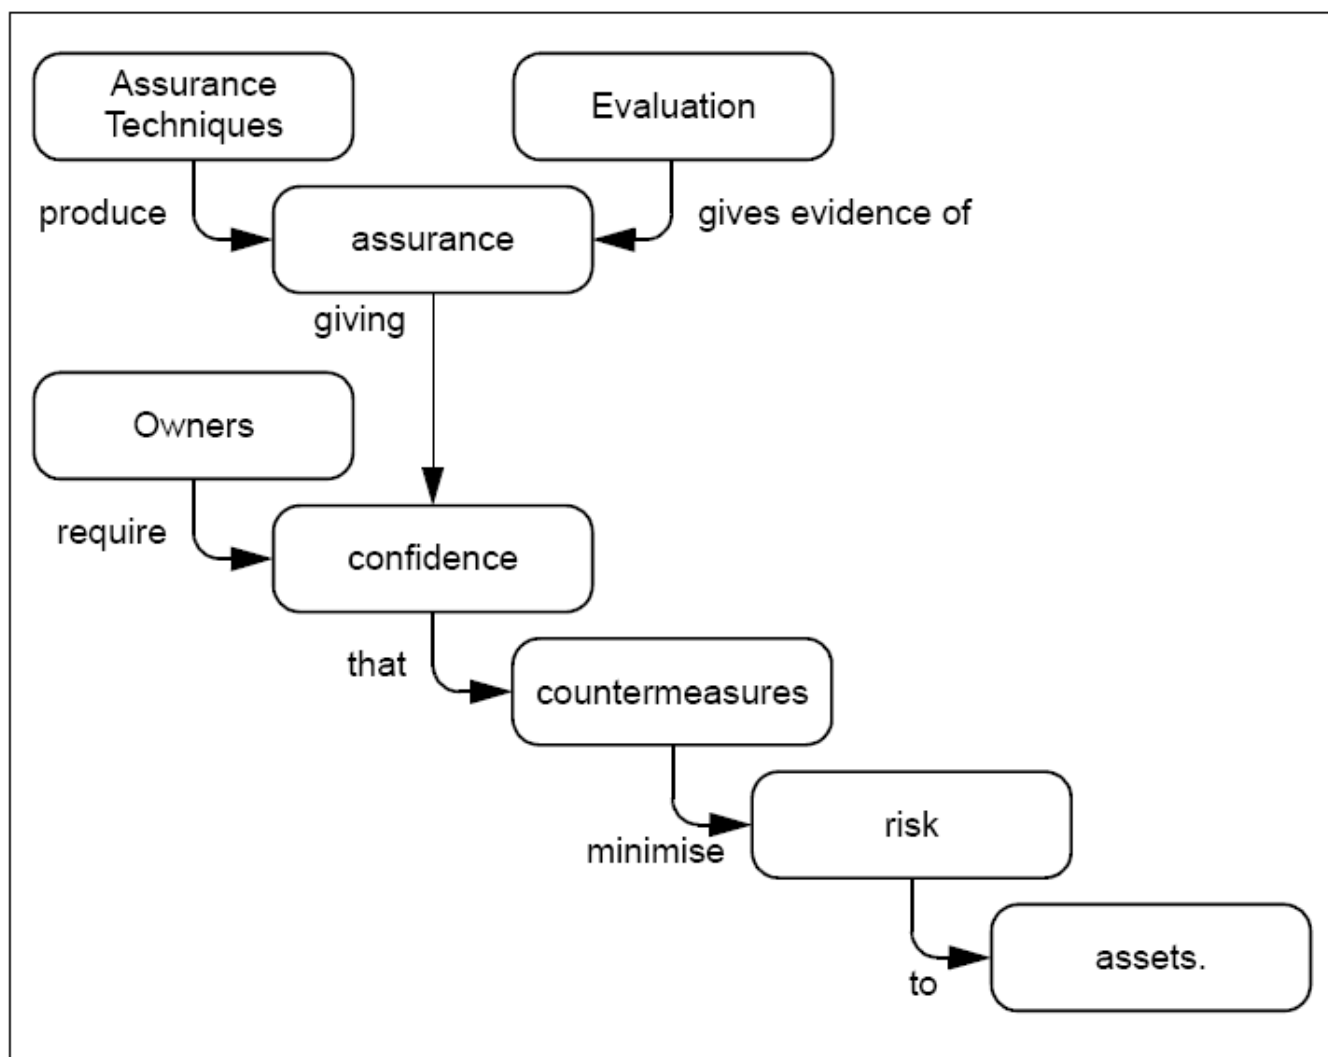 Assurance
Techniques
Evaluation
produce
assurance
gives evidence of
giving
Owners
require
confidence
that
countermeasures
minimise
risk
to
assets.